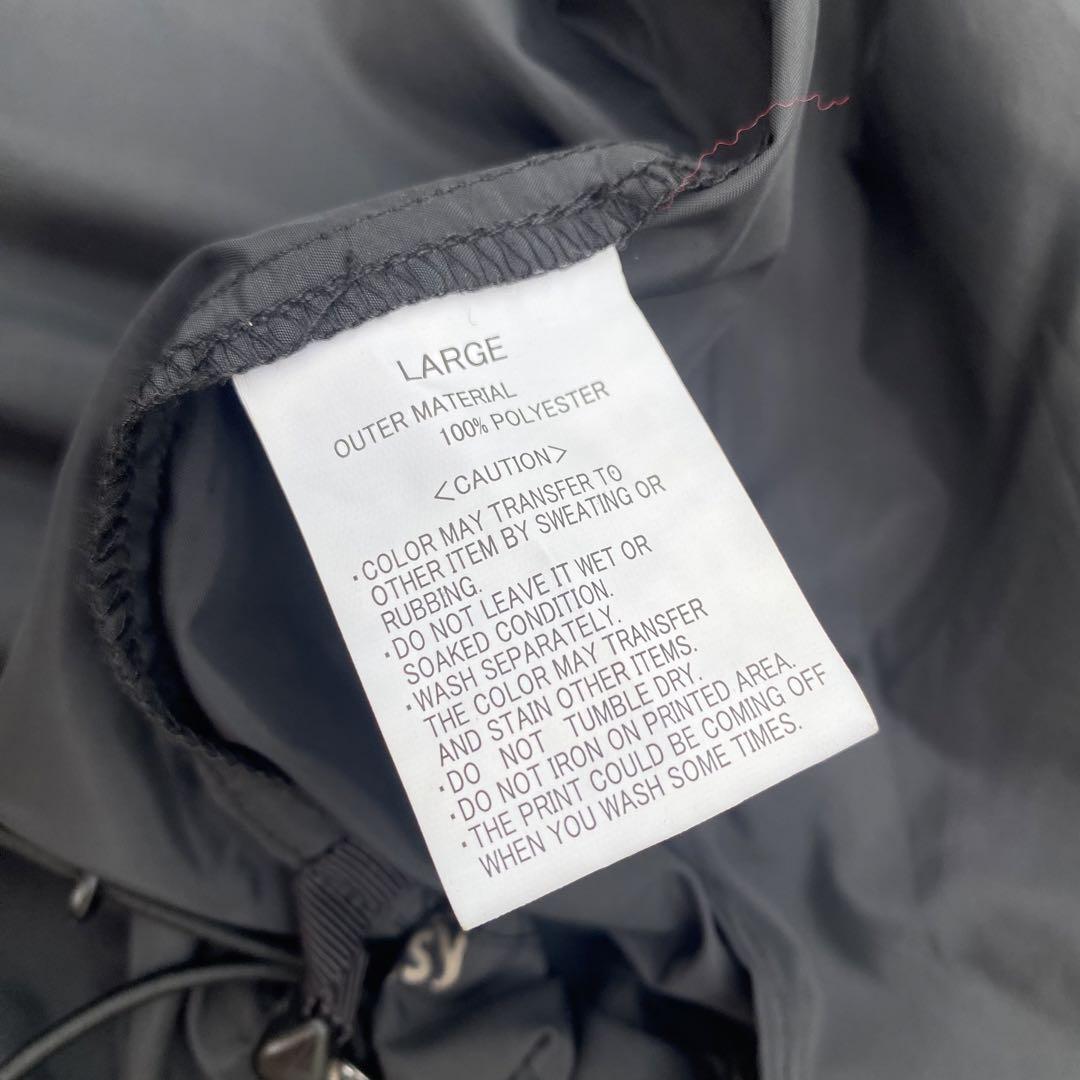 LARGE
OUTER MATERIAL
100% POLYESTER
<CAUTION>
・COLOR MAY TRANSFER TO
OTHER ITEM BY SWEATING OR
RUBBING.
・DO NOT LEAVE IT WET OR
SOAKED CONDITION.
・WASH SEPARATELY.
THE COLOR MAY TRANSFER
AND STAIN OTHER ITEMS.
・DO NOT TUMBLE DRY.
・DO NOT IRON ON PRINTED AREA.
・THE PRINT COULD BE COMING OFF
WHEN YOU WASH SOME TIMES.
sy